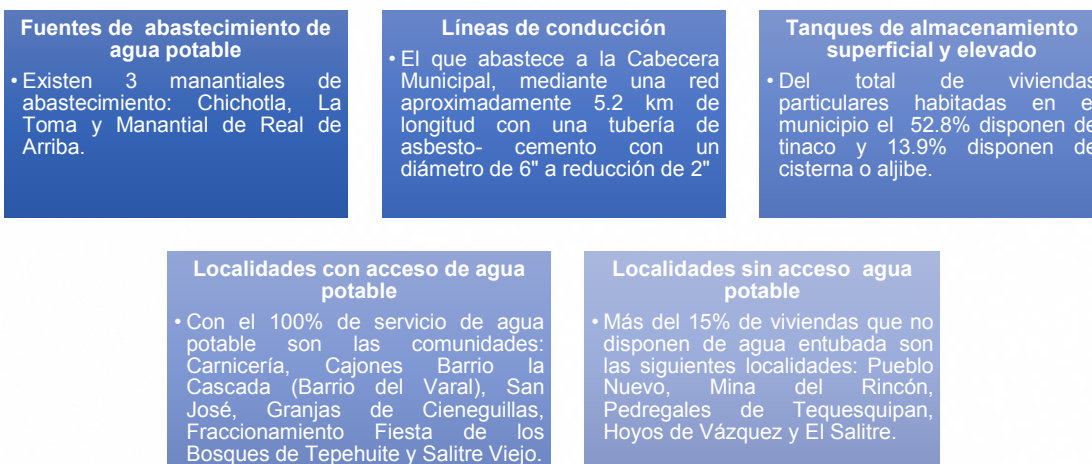 Fuentes de abastecimiento de
agua potable
• Existen 3 manantiales de
abastecimiento: Chichotla, La
Toma y Manantial de Real de
Arriba.
Líneas de conducción
• El que abastece a la Cabecera
Municipal, mediante una red
aproximadamente 5.2 km de
longitud con una tubería de
asbesto- cemento con un
diámetro de 6" a reducción de 2"
Tanques de almacenamiento
superficial y elevado
• Del total de viviendas
particulares habitadas en el
municipio el 52.8% disponen de
tinaco y 13.9% disponen de
cisterna o aljibe.
Localidades con acceso de agua
potable
• Con el 100% de servicio de agua
potable son las comunidades:
Carnicería, Cajones Barrio la
Cascada (Barrio del Varal), San
José, Granjas de Cieneguillas,
Fraccionamiento Fiesta de los
Bosques de Tepehuite y Salitre Viejo.
Localidades sin acceso agua
potable
• Más del 15% de viviendas que no
disponen de agua entubada son
las siguientes localidades: Pueblo
Nuevo, Mina del Rincón,
Pedregales de Tequesquipan,
Hoyos de Vázquez y El Salitre.